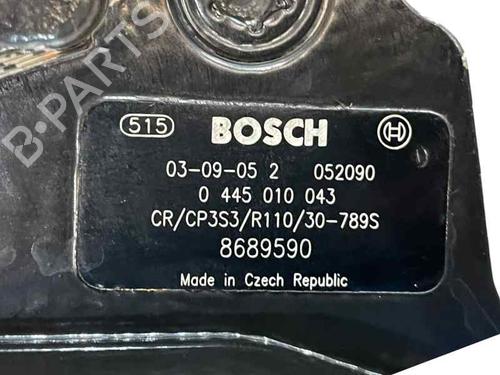 B-PARTS
515 BOSCH
03-09-05 2 052090
0 445 010 043
CR/CP3S3/R110/30-789S
8689590
Made in Czech Republic